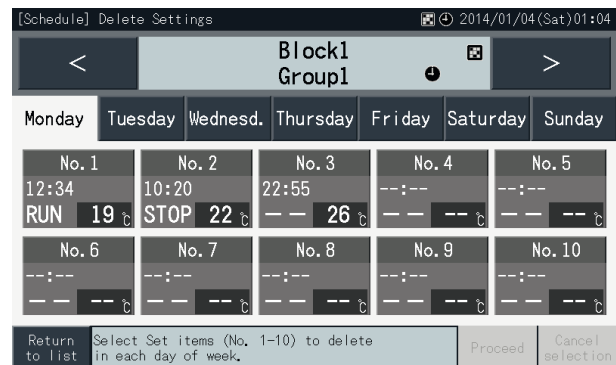 [Schedule] Delete Settings 2014/01/04(Sat)01:04
< Block1 >
Group1
Monday Tuesday Wednesd. Thursday Friday Saturday Sunday
No. 1 No. 2 No. 3 No. 4 No. 5
12:34 10:20 22:55 --:-- --:--
RUN 19 ℃ STOP 22 ℃ -- 26 ℃ -- -- ℃ -- -- ℃
No. 6 No. 7 No. 8 No. 9 No. 10
--:-- --:-- --:-- --:-- --:--
-- -- ℃ -- -- ℃ -- -- ℃ -- -- ℃ -- -- ℃
Return Select Set items (No. 1-10) to delete Proceed Cancel
to list in each day of week. selection